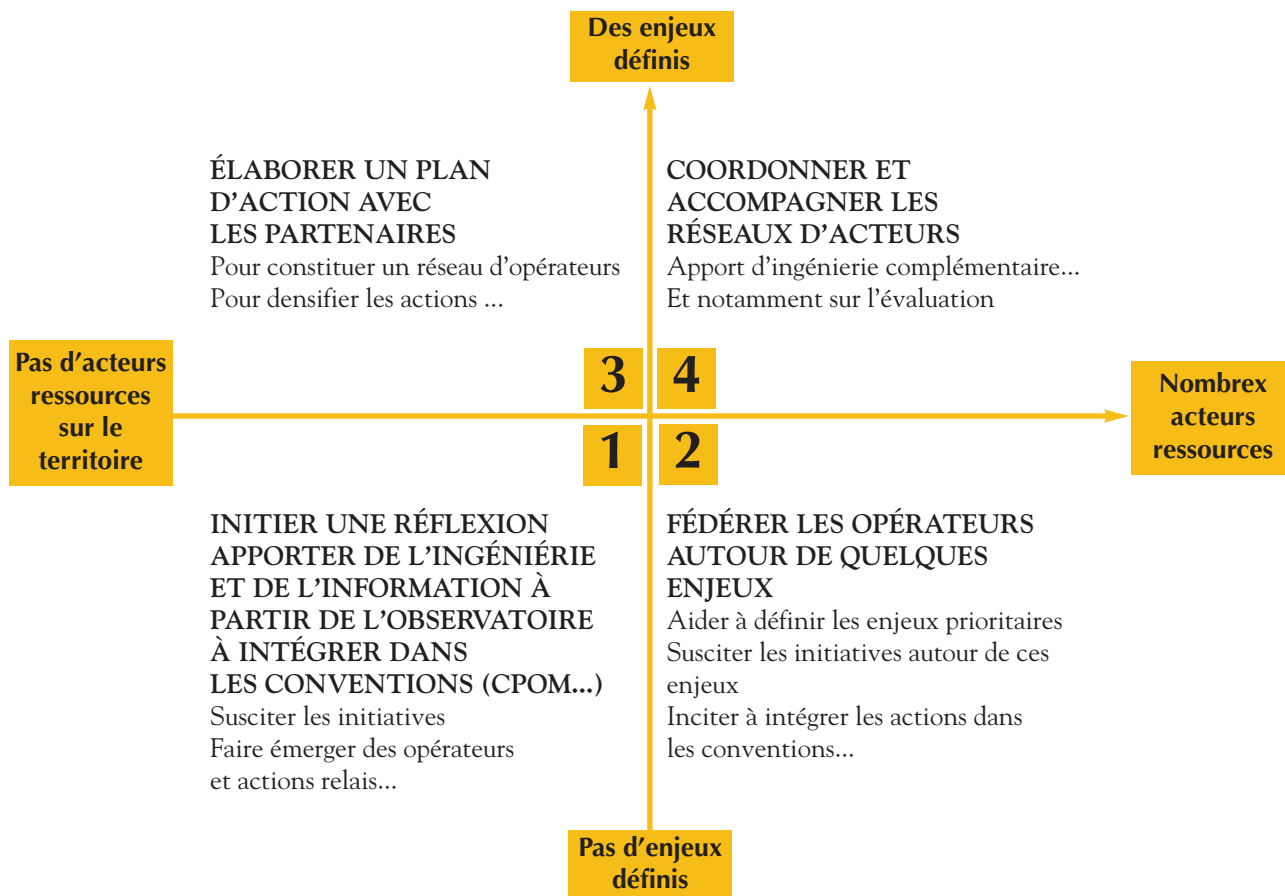 Des enjeux
définis
ÉLABORER UN PLAN
D’ACTION AVEC
LES PARTENAIRES
Pour constituer un réseau d’opérateurs
Pour densifier les actions ...
COORDONNER ET
ACCOMPAGNER LES
RÉSEAUX D’ACTEURS
Apport d’ingénierie complémentaire...
Et notamment sur l’évaluation
Pas d’acteurs
ressources
sur le
territoire
3
4
1
2
Nombrex
acteurs
ressources
INITIER UNE RÉFLEXION
APPORTER DE L’INGÉNIÉRIE
ET DE L’INFORMATION À
PARTIR DE L’OBSERVATOIRE
À INTÉGRER DANS
LES CONVENTIONS (CPOM...)
Susciter les initiatives
Faire émerger des opérateurs
et actions relais...
FÉDÉRER LES OPÉRATEURS
AUTOUR DE QUELQUES
ENJEUX
Aider à définir les enjeux prioritaires
Susciter les initiatives autour de ces
enjeux
Inciter à intégrer les actions dans
les conventions...
Pas d’enjeux
définis